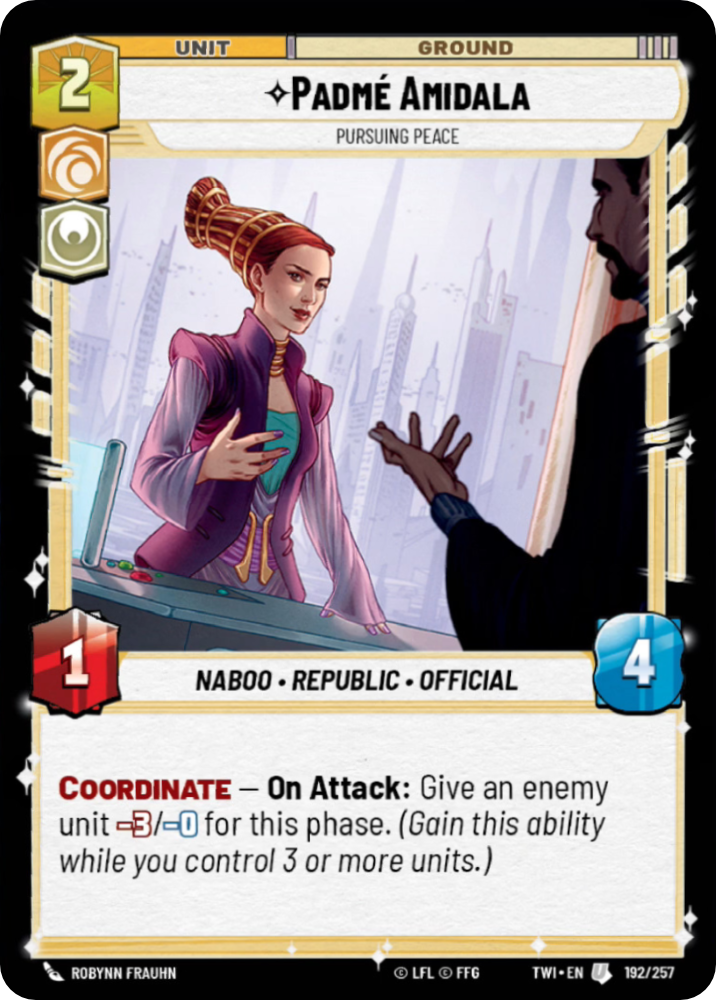 UNIT GROUND
2
PADMÉ AMIDALA
PURSUING PEACE
1
NABOO • REPUBLIC • OFFICIAL
4
COORDINATE – On Attack: Give an enemy
unit -3/-0 for this phase. (Gain this ability
while you control 3 or more units.)
ROBYNN FRAUHN © LFL © FFG TWI • EN U 192/257